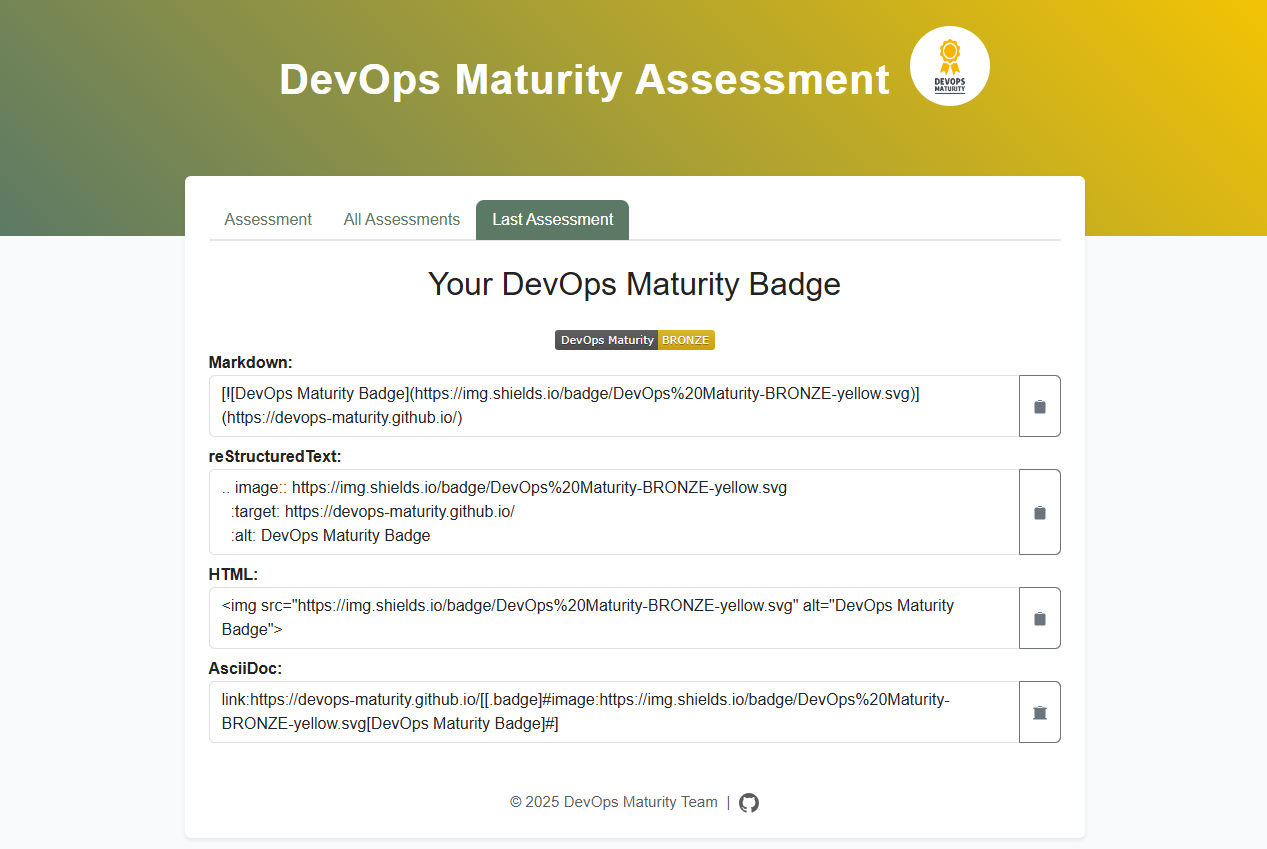 DevOps Maturity Assessment
DEVOPS
MATURITY
Assessment
All Assessments
Last Assessment
Your DevOps Maturity Badge
DevOps Maturity BRONZE
Markdown:
[![DevOps Maturity Badge](https://img.shields.io/badge/DevOps%20Maturity-BRONZE-yellow.svg)]
(https://devops-maturity.github.io/)
reStructuredText:
.. image:: https://img.shields.io/badge/DevOps%20Maturity-BRONZE-yellow.svg
:target: https://devops-maturity.github.io/
:alt: DevOps Maturity Badge
HTML:
<img src="https://img.shields.io/badge/DevOps%20Maturity-BRONZE-yellow.svg" alt="DevOps Maturity
Badge">
AsciiDoc:
link:https://devops-maturity.github.io/[[.badge]#image:https://img.shields.io/badge/DevOps%20Maturity-
BRONZE-yellow.svg[DevOps Maturity Badge]#]
© 2025 DevOps Maturity Team |